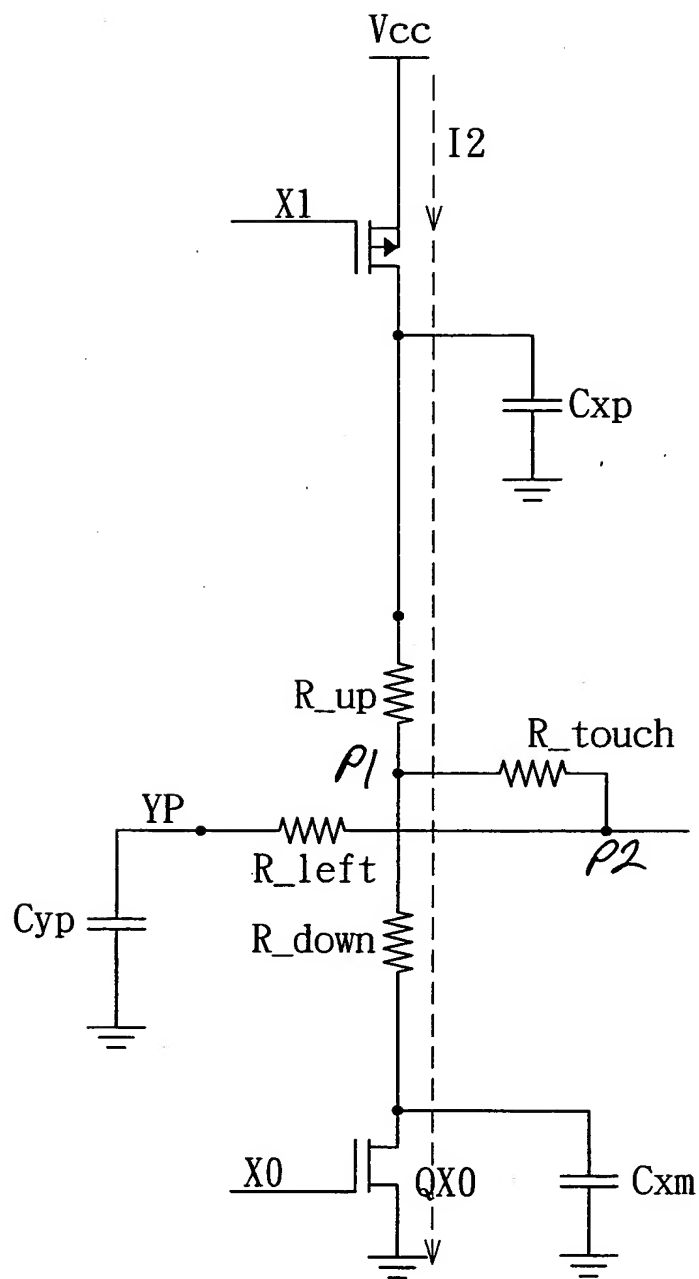 Vcc
I2
X1
Cxp
R_up
R_touch
P1
YP
R_left
P2
Cyp
R_down
X0
QX0
Cxm